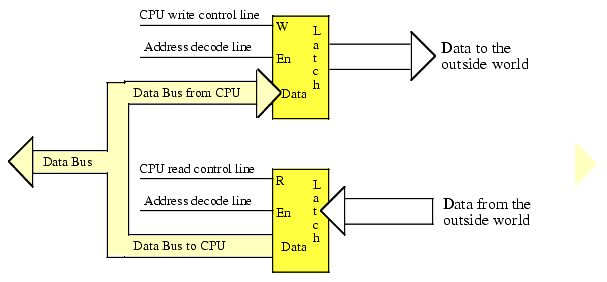 CPU write control line
W
Latch
Address decode line
En
Data to the
outside world
Data Bus from CPU
Data
Data Bus
CPU read control line
R
Latch
Address decode line
En
Data from the
outside world
Data Bus to CPU
Data